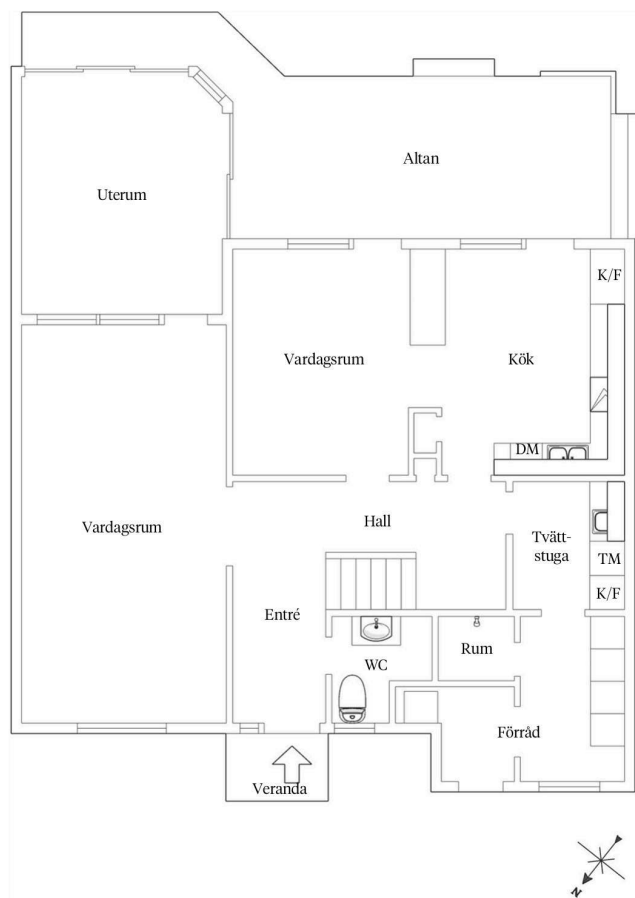 Altan
Uterum
K/F
Vardagsrum
Kök
DM
Hall
Vardagsrum
Tvätt-
stuga
TM
K/F
Entré
WC
Rum
Förråd
Veranda
N